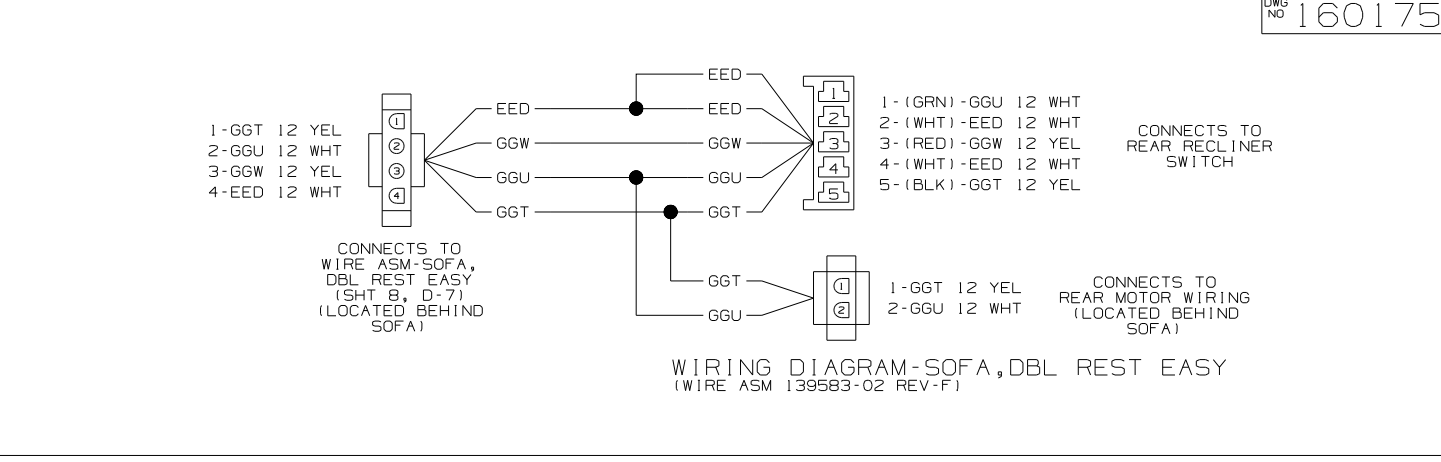 DWG
NO 160175
1-GGT 12 YEL
2-GGU 12 WHT
3-GGW 12 YEL
4-EED 12 WHT
1
2
3
4
CONNECTS TO
WIRE ASM-SOFA,
DBL REST EASY
(SHT 8, D-7)
(LOCATED BEHIND
SOFA)
EED
GGW
GGU
GGT
EED
EED
GGW
GGU
GGT
GGT
GGU
1
2
3
4
5
1-(GRN)-GGU 12 WHT
2-(WHT)-EED 12 WHT
3-(RED)-GGW 12 YEL
4-(WHT)-EED 12 WHT
5-(BLK)-GGT 12 YEL
CONNECTS TO
REAR RECLINER
SWITCH
1
2
1-GGT 12 YEL
2-GGU 12 WHT
CONNECTS TO
REAR MOTOR WIRING
(LOCATED BEHIND
SOFA)
WIRING DIAGRAM-SOFA,DBL REST EASY
(WIRE ASM 139583-02 REV-F)